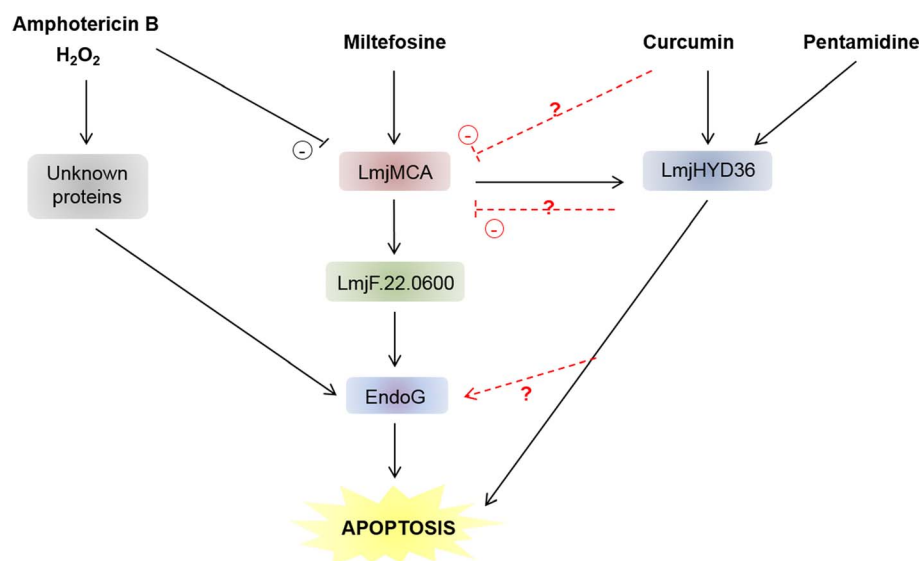 Amphotericin B
H₂O₂
Miltefosine
Curcumin
Pentamidine
?
-
-
Unknown
proteins
LmjMCA
LmjHYD36
?
-
LmjF.22.0600
EndoG
?
APOPTOSIS